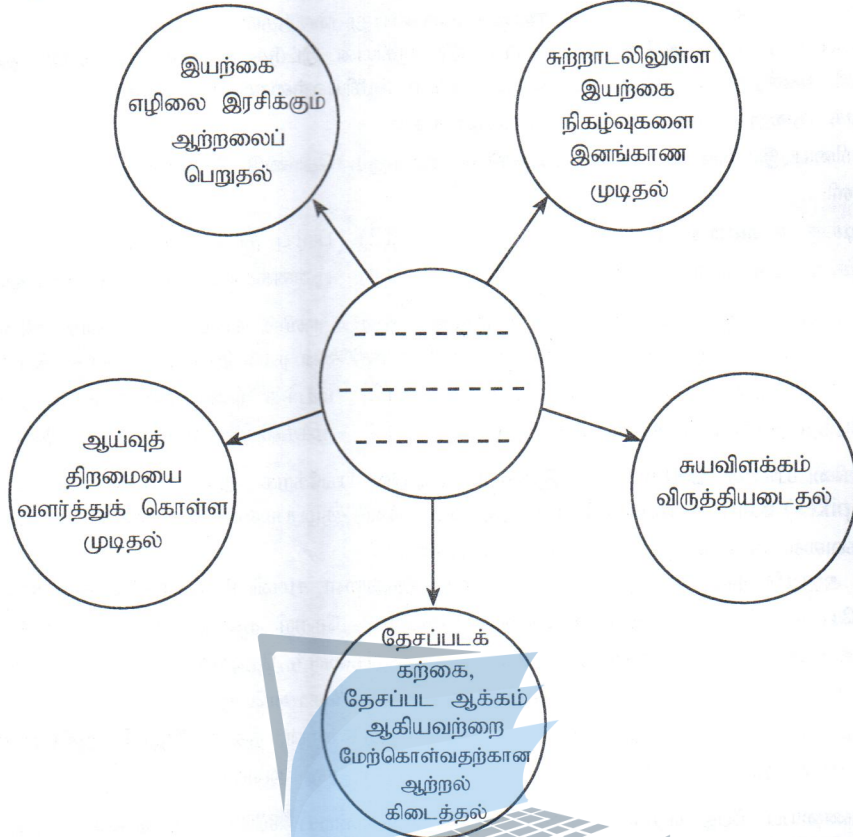 இயற்கை
எழிலை இரசிக்கும்
ஆற்றலைப்
பெறுதல்
சுற்றாடலிலுள்ள
இயற்கை
நிகழ்வுகளை
இனங்காண
முடிதல்
ஆய்வுத்
திறமையை
வளர்த்துக் கொள்ள
முடிதல்
சுயவிளக்கம்
விருத்தியடைதல்
தேசப்படக்
கற்கை,
தேசப்பட ஆக்கம்
ஆகியவற்றை
மேற்கொள்வதற்கான
ஆற்றல்
கிடைத்தல்